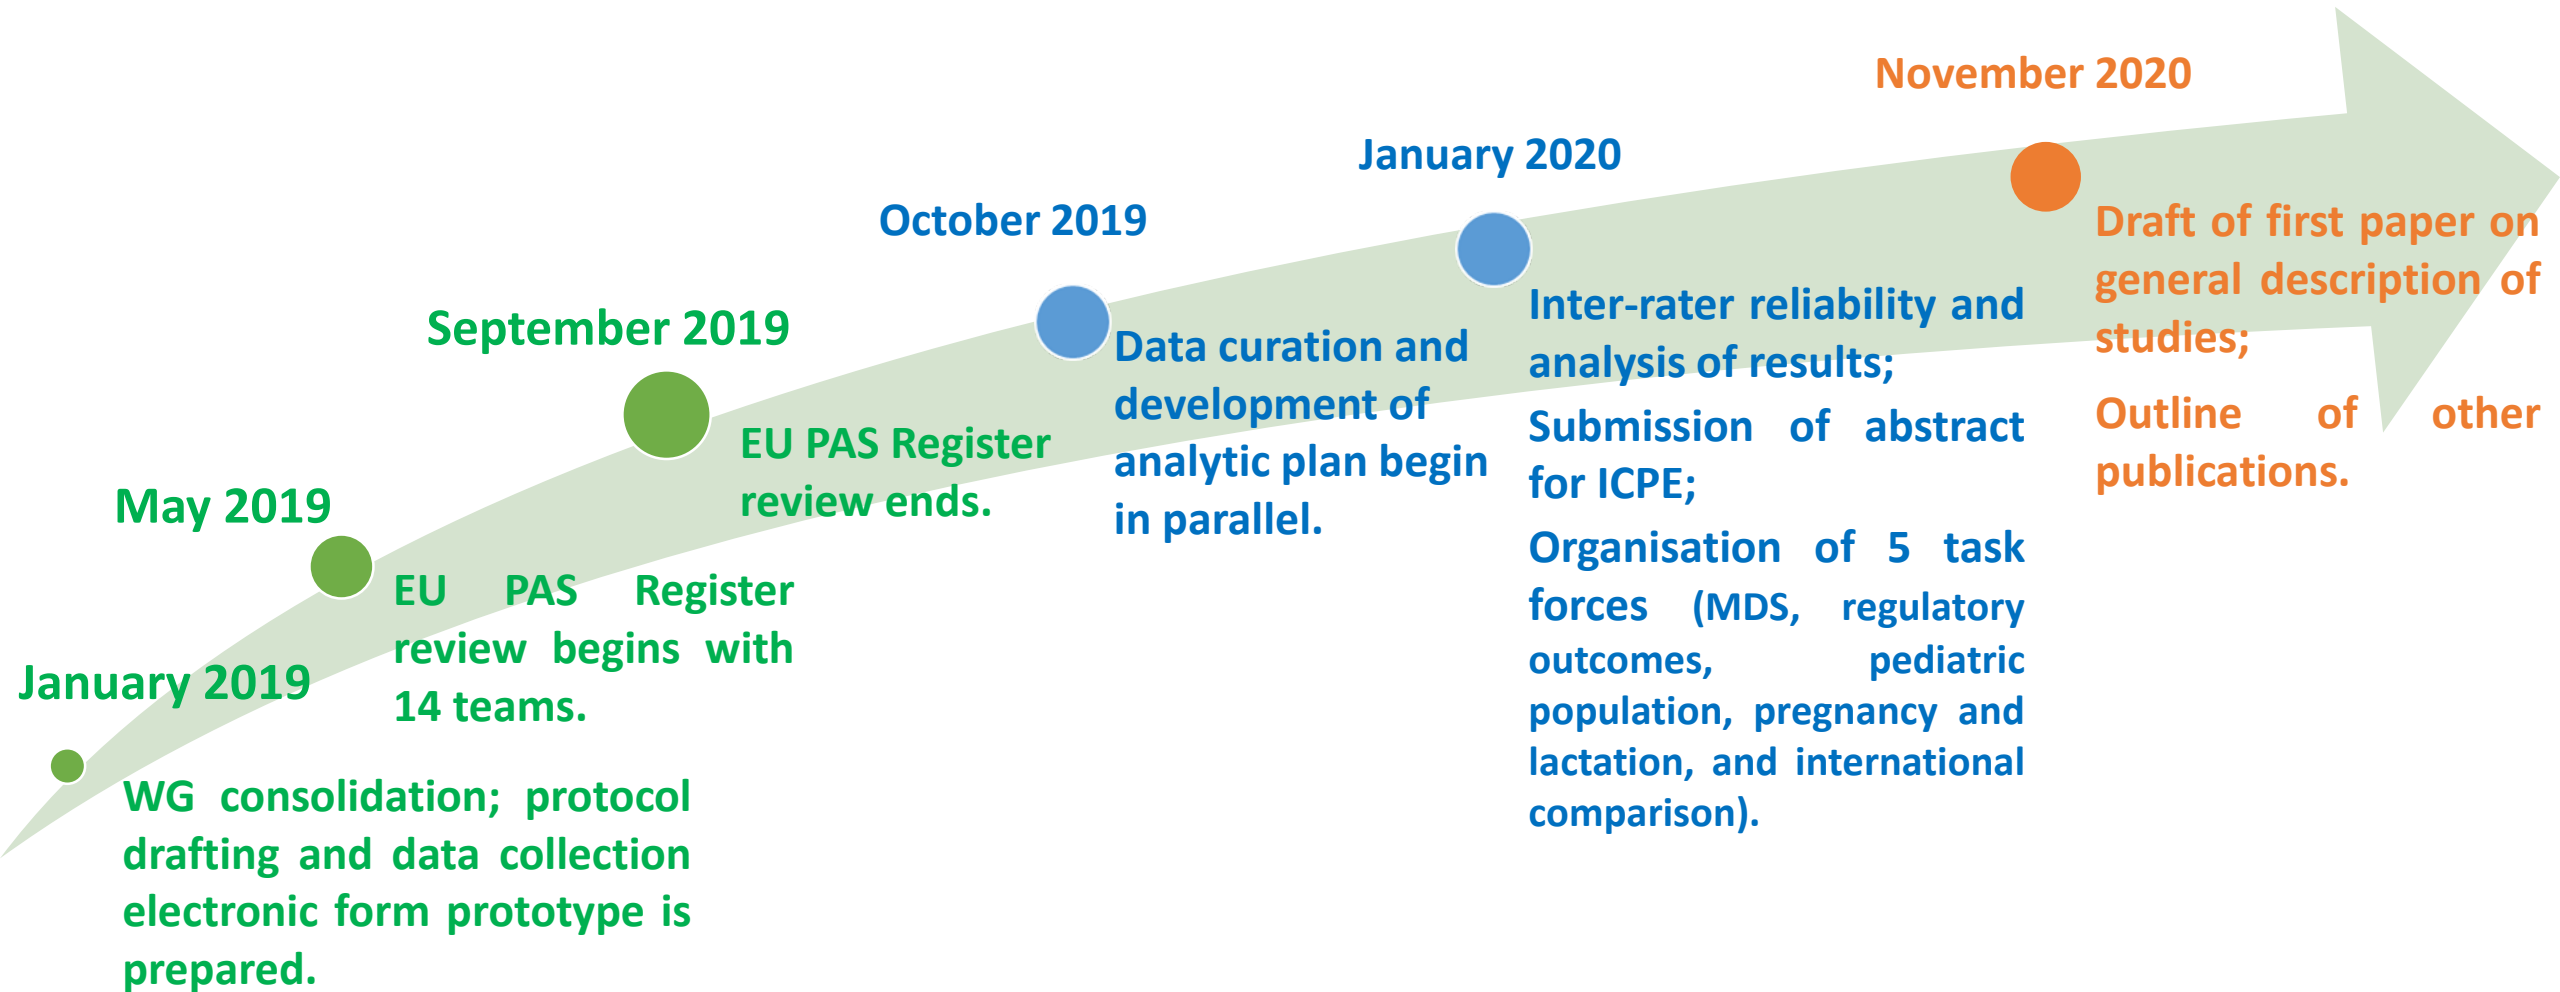 January 2019
WG consolidation; protocol
drafting and data collection
electronic form prototype is
prepared.
May 2019
EU PAS Register
review begins with
14 teams.
September 2019
EU PAS Register
review ends.
October 2019
Data curation and
development of
analytic plan begin
in parallel.
January 2020
Inter-rater reliability and
analysis of results;
Submission of abstract
for ICPE;
Organisation of 5 task
forces (MDS, regulatory
outcomes, pediatric
population, pregnancy and
lactation, and international
comparison).
November 2020
Draft of first paper on
general description of
studies;
Outline of other
publications.